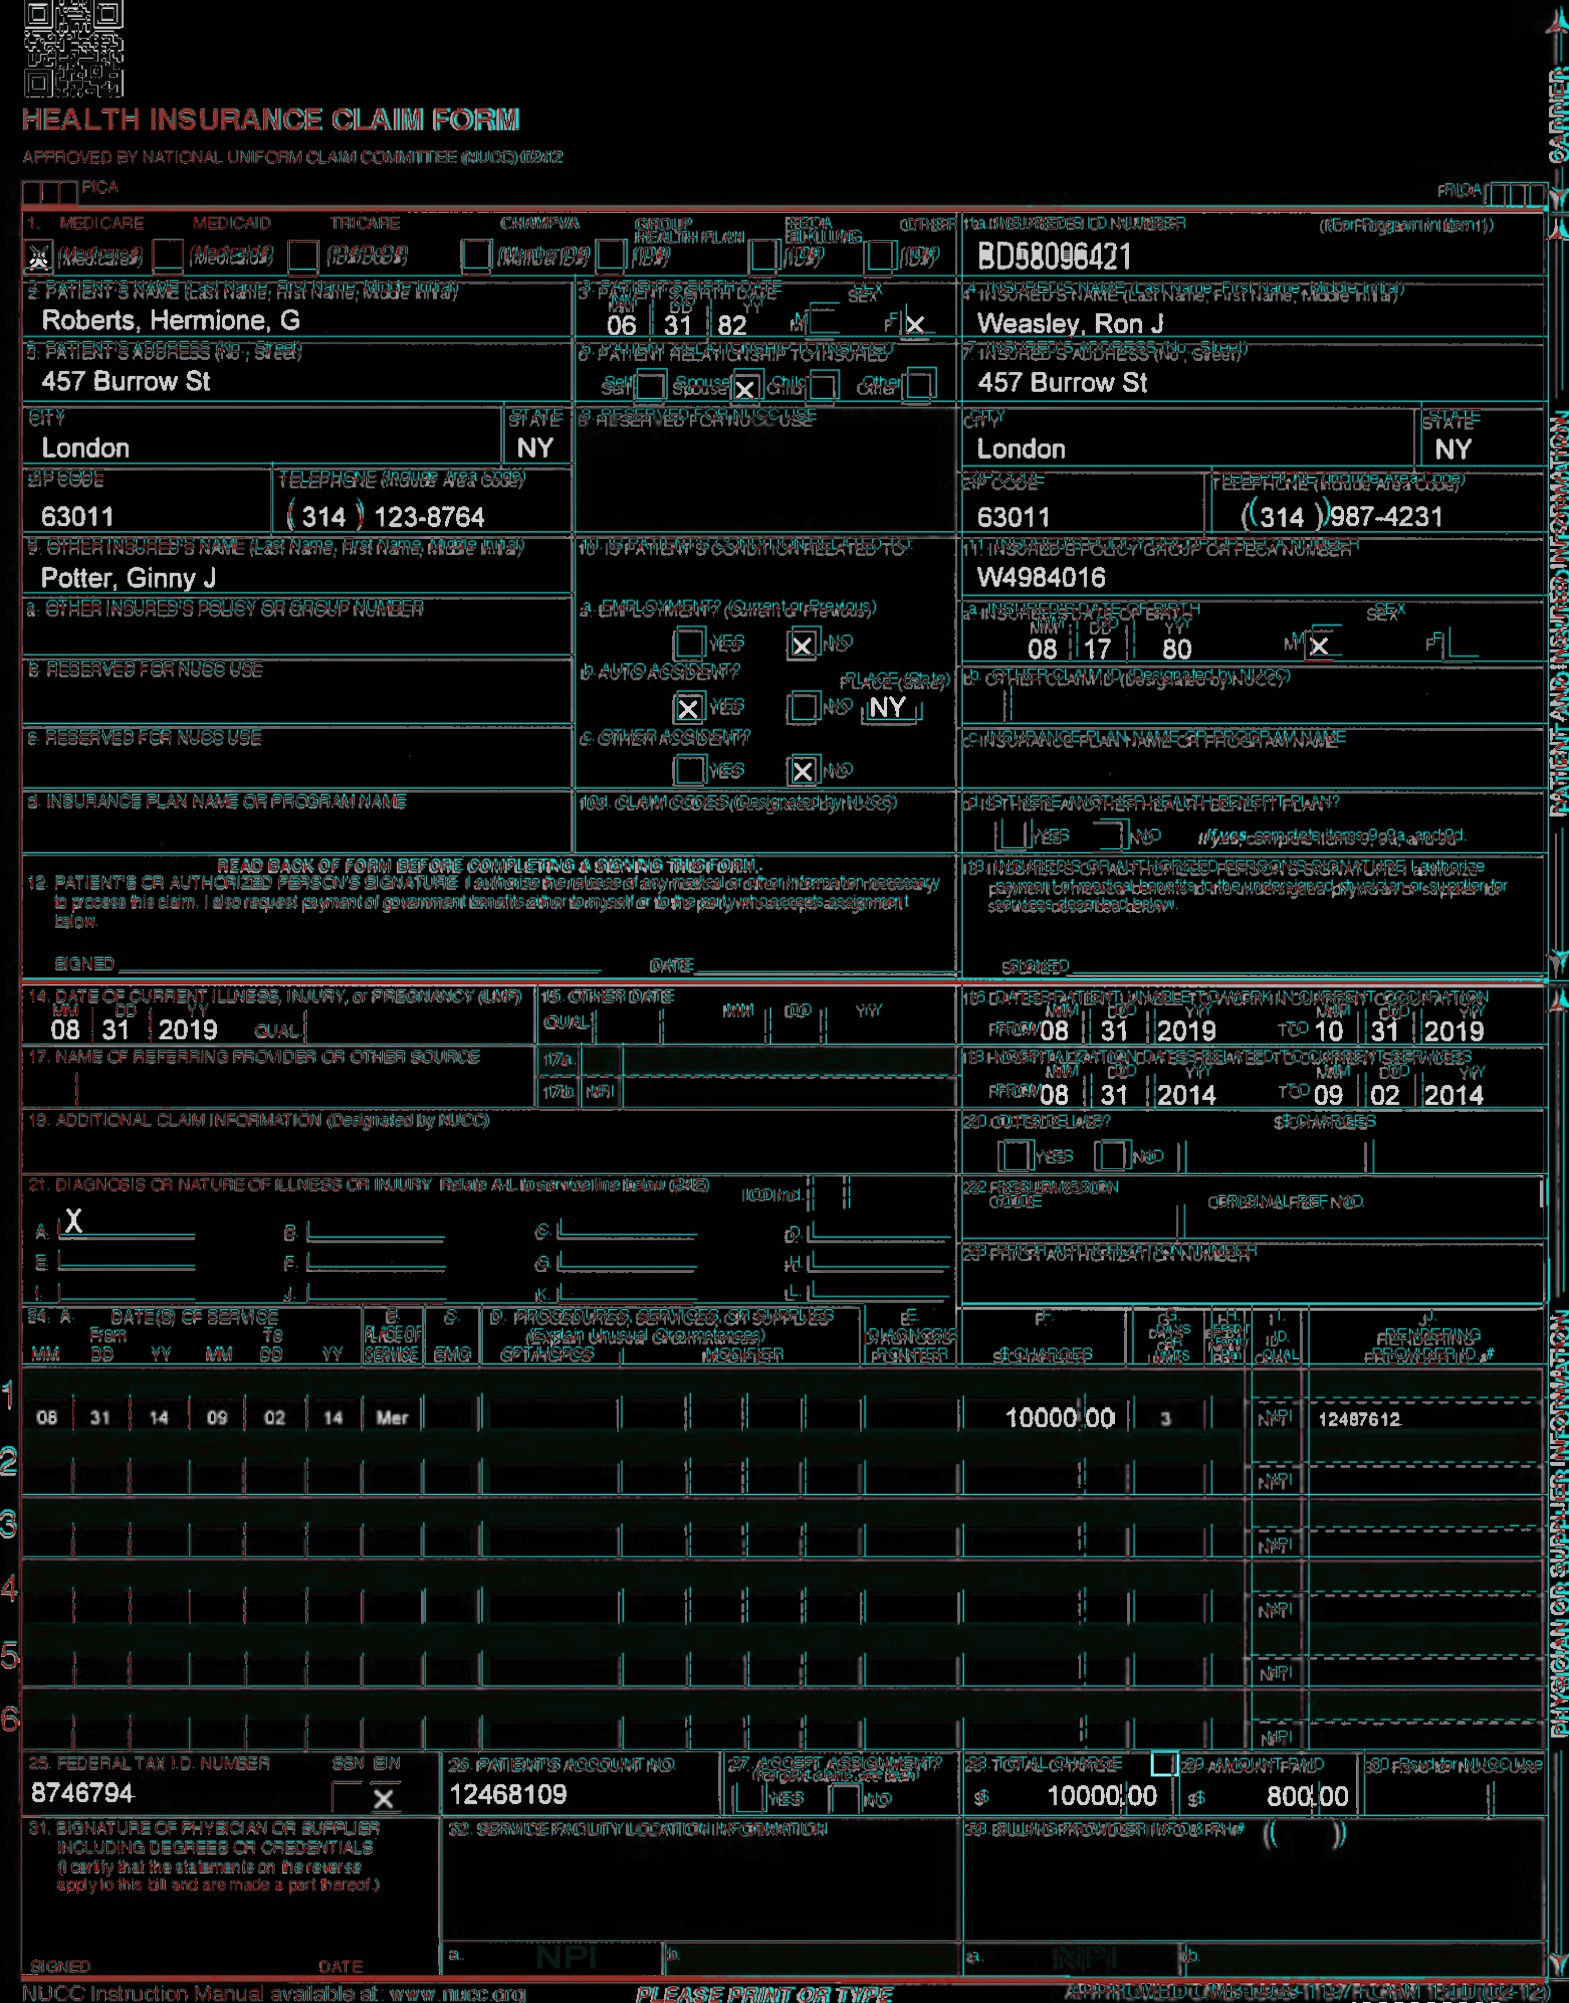 HEALTH INSURANCE CLAIM FORM
APPROVED BY NATIONAL UNIFORM CLAIM COMMITTEE (NUCC) 02/12
PICA
PICA
CARRIER
1. MEDICARE MEDICAID TRICARE CHAMPVA GROUP HEALTH PLAN FECA BLK LUNG OTHER
(Medicare#) (Medicaid#) (ID#/DoD#) (Member ID#) (ID#) (ID#) (ID#)
X
1a. INSURED'S I.D. NUMBER (For Program in Item 1)
BD58096421
2. PATIENT'S NAME (Last Name, First Name, Middle Initial)
Roberts, Hermione, G
3. PATIENT'S BIRTH DATE SEX
MM DD YY
06 31 82 M F X
4. INSURED'S NAME (Last Name, First Name, Middle Initial)
Weasley, Ron J
5. PATIENT'S ADDRESS (No., Street)
457 Burrow St
6. PATIENT RELATIONSHIP TO INSURED
Self Spouse X Child Other
7. INSURED'S ADDRESS (No., Street)
457 Burrow St
CITY STATE
London NY
8. RESERVED FOR NUCC USE
CITY STATE
London NY
ZIP CODE TELEPHONE (Include Area Code)
63011 (314) 123-8764
ZIP CODE TELEPHONE (Include Area Code)
63011 (314)987-4231
9. OTHER INSURED'S NAME (Last Name, First Name, Middle Initial)
Potter, Ginny J
10. IS PATIENT'S CONDITION RELATED TO:
11. INSURED'S POLICY GROUP OR FECA NUMBER
W4984016
a. OTHER INSURED'S POLICY OR GROUP NUMBER
a. EMPLOYMENT? (Current or Previous)
YES X NO
a. INSURED'S DATE OF BIRTH SEX
MM DD YY
08 17 80 M X F
b. RESERVED FOR NUCC USE
b. AUTO ACCIDENT? PLACE (State)
X YES NO NY
b. OTHER CLAIM ID (Designated by NUCC)
c. RESERVED FOR NUCC USE
c. OTHER ACCIDENT?
YES X NO
c. INSURANCE PLAN NAME OR PROGRAM NAME
d. INSURANCE PLAN NAME OR PROGRAM NAME
10d. CLAIM CODES (Designated by NUCC)
d. IS THERE ANOTHER HEALTH BENEFIT PLAN?
YES NO If yes, complete items 9, 9a, and 9d.
PATIENT AND INSURED INFORMATION
READ BACK OF FORM BEFORE COMPLETING & SIGNING THIS FORM.
12. PATIENT'S OR AUTHORIZED PERSON'S SIGNATURE I authorize the release of any medical or other information necessary
to process this claim. I also request payment of government benefits either to myself or to the party who accepts assignment
below.
SIGNED DATE
13. INSURED'S OR AUTHORIZED PERSON'S SIGNATURE I authorize
payment of medical benefits to the undersigned physician or supplier for
services described below.
SIGNED
14. DATE OF CURRENT ILLNESS, INJURY, or PREGNANCY (LMP)
MM DD YY
08 31 2019 QUAL.
15. OTHER DATE
QUAL. MM DD YY
16. DATES PATIENT UNABLE TO WORK IN CURRENT OCCUPATION
MM DD YY MM DD YY
FROM 08 31 2019 TO 10 31 2019
17. NAME OF REFERRING PROVIDER OR OTHER SOURCE
17a.
17b. NPI
18. HOSPITALIZATION DATES RELATED TO CURRENT SERVICES
MM DD YY MM DD YY
FROM 08 31 2014 TO 09 02 2014
19. ADDITIONAL CLAIM INFORMATION (Designated by NUCC)
20. OUTSIDE LAB? $ CHARGES
YES NO
21. DIAGNOSIS OR NATURE OF ILLNESS OR INJURY Relate A-L to service line below (24E) ICD Ind.
A. X B. C. D.
E. F. G. H.
I. J. K. L.
22. RESUBMISSION CODE ORIGINAL REF. NO.
23. PRIOR AUTHORIZATION NUMBER
24. A. DATE(S) OF SERVICE B. C. D. PROCEDURES, SERVICES, OR SUPPLIES E. F. G. H. I. J.
From To PLACE OF (Explain Unusual Circumstances) DIAGNOSIS DAYS OR ID. RENDERING
MM DD YY MM DD YY SERVICE EMG CPT/HCPCS MODIFIER POINTER $ CHARGES UNITS QUAL. PROVIDER ID. #
1 08 31 14 09 02 14 Mer 10000 00 3 NPI 12487612
2 NPI
3 NPI
4 NPI
5 NPI
6 NPI
PHYSICIAN OR SUPPLIER INFORMATION
25. FEDERAL TAX I.D. NUMBER SSN EIN
8746794 X
26. PATIENT'S ACCOUNT NO.
12468109
27. ACCEPT ASSIGNMENT?
YES NO
28. TOTAL CHARGE
$ 10000 00
29. AMOUNT PAID
$ 800 00
30. Rsvd for NUCC Use
31. SIGNATURE OF PHYSICIAN OR SUPPLIER
INCLUDING DEGREES OR CREDENTIALS
(I certify that the statements on the reverse
apply to this bill and are made a part thereof.)
SIGNED DATE
32. SERVICE FACILITY LOCATION INFORMATION
a. NPI b.
33. BILLING PROVIDER INFO & PH # ( )
a. NPI b.
NUCC Instruction Manual available at: www.nucc.org
PLEASE PRINT OR TYPE
APPROVED OMB-0938-1197 FORM 1500 (02-12)